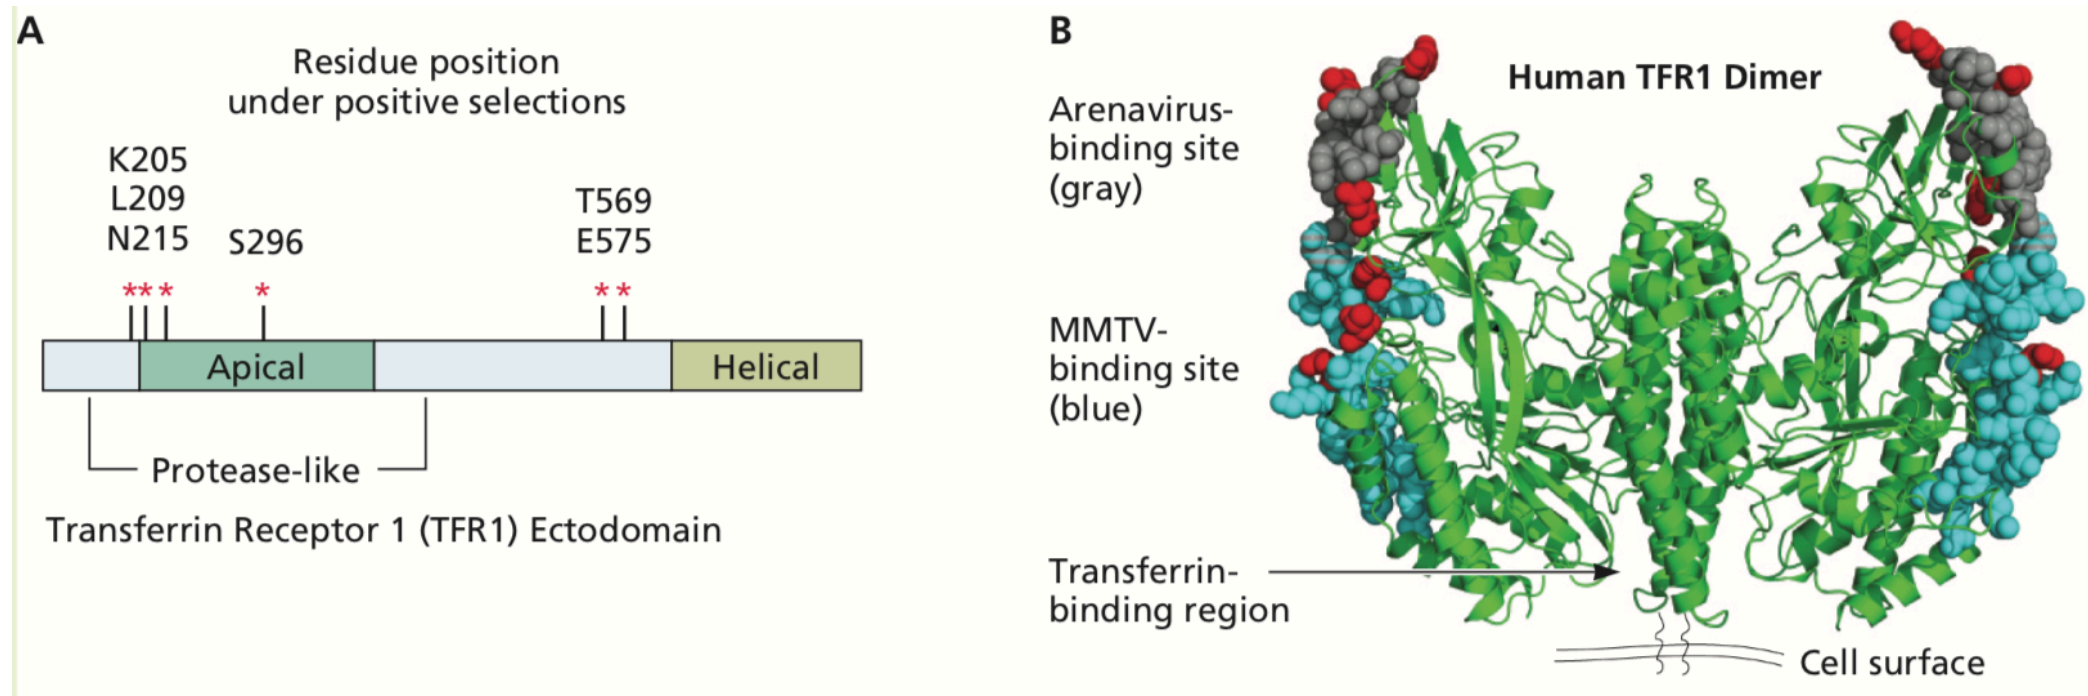 A
Residue position
under positive selections
K205
L209
N215
S296
T569
E575
** *
*
* *
Apical
Helical
Protease-like
Transferrin Receptor 1 (TFR1) Ectodomain
B
Human TFR1 Dimer
Arenavirus-
binding site
(gray)
MMTV-
binding site
(blue)
Transferrin-
binding region
Cell surface